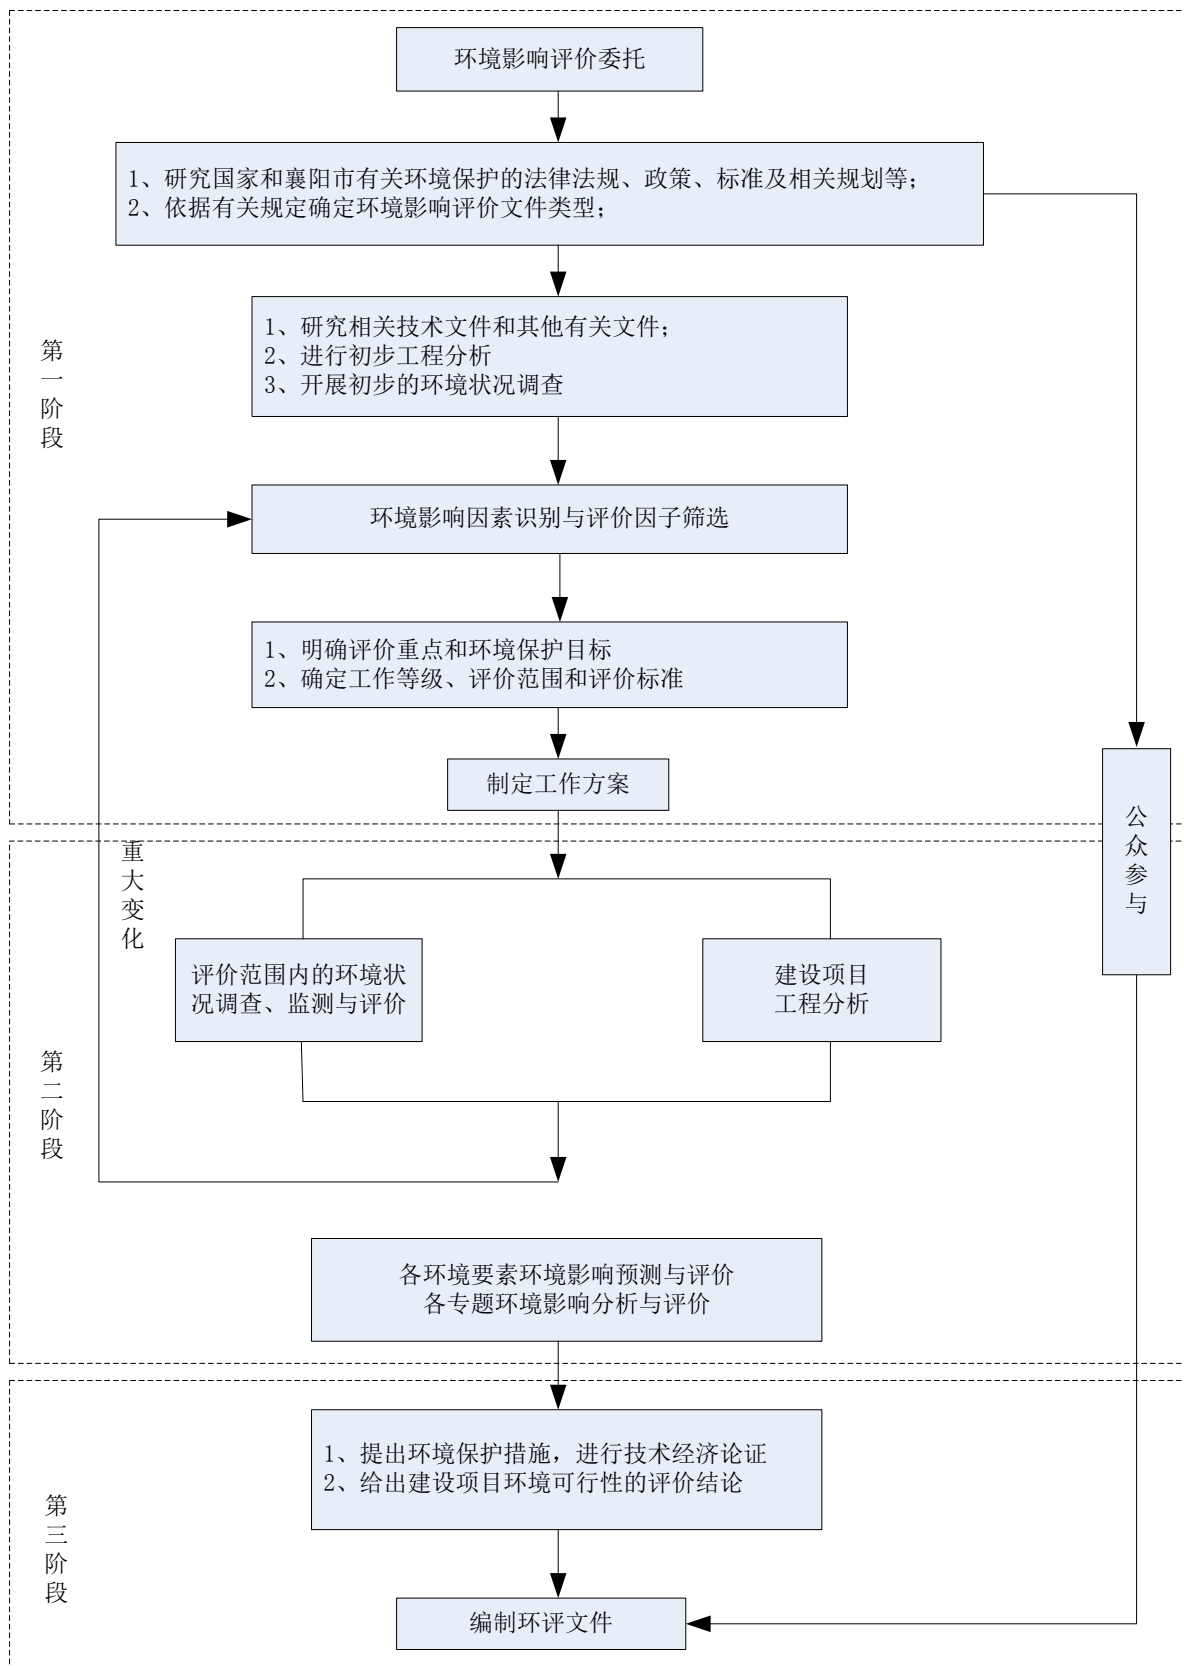 环境影响评价委托
1、研究国家和襄阳市有关环境保护的法律法规、政策、标准及相关规划等；
2、依据有关规定确定环境影响评价文件类型；
1、研究相关技术文件和其他有关文件；
2、进行初步工程分析
3、开展初步的环境状况调查
第一阶段
环境影响因素识别与评价因子筛选
1、明确评价重点和环境保护目标
2、确定工作等级、评价范围和评价标准
制定工作方案
公众参与
重大变化
评价范围内的环境状
况调查、监测与评价
建设项目
工程分析
第二阶段
各环境要素环境影响预测与评价
各专题环境影响分析与评价
1、提出环境保护措施，进行技术经济论证
2、给出建设项目环境可行性的评价结论
第三阶段
编制环评文件